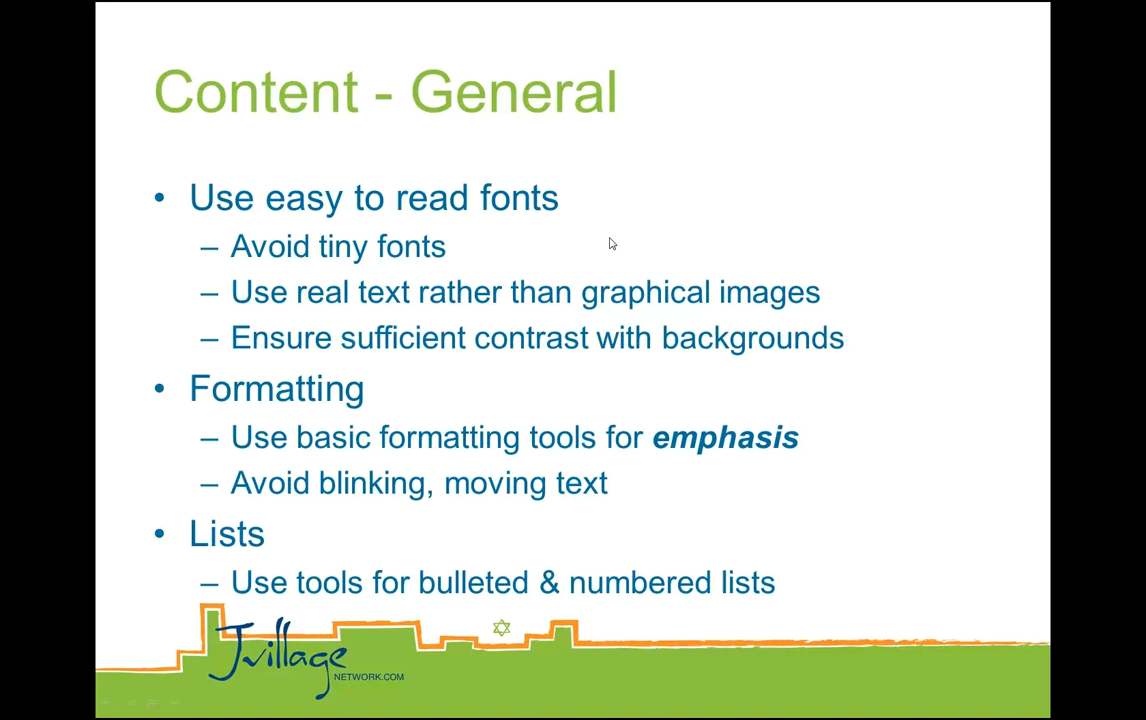 Content - General
• Use easy to read fonts
– Avoid tiny fonts
– Use real text rather than graphical images
– Ensure sufficient contrast with backgrounds
• Formatting
– Use basic formatting tools for emphasis
– Avoid blinking, moving text
• Lists
– Use tools for bulleted & numbered lists
Jvillage
NETWORK.COM